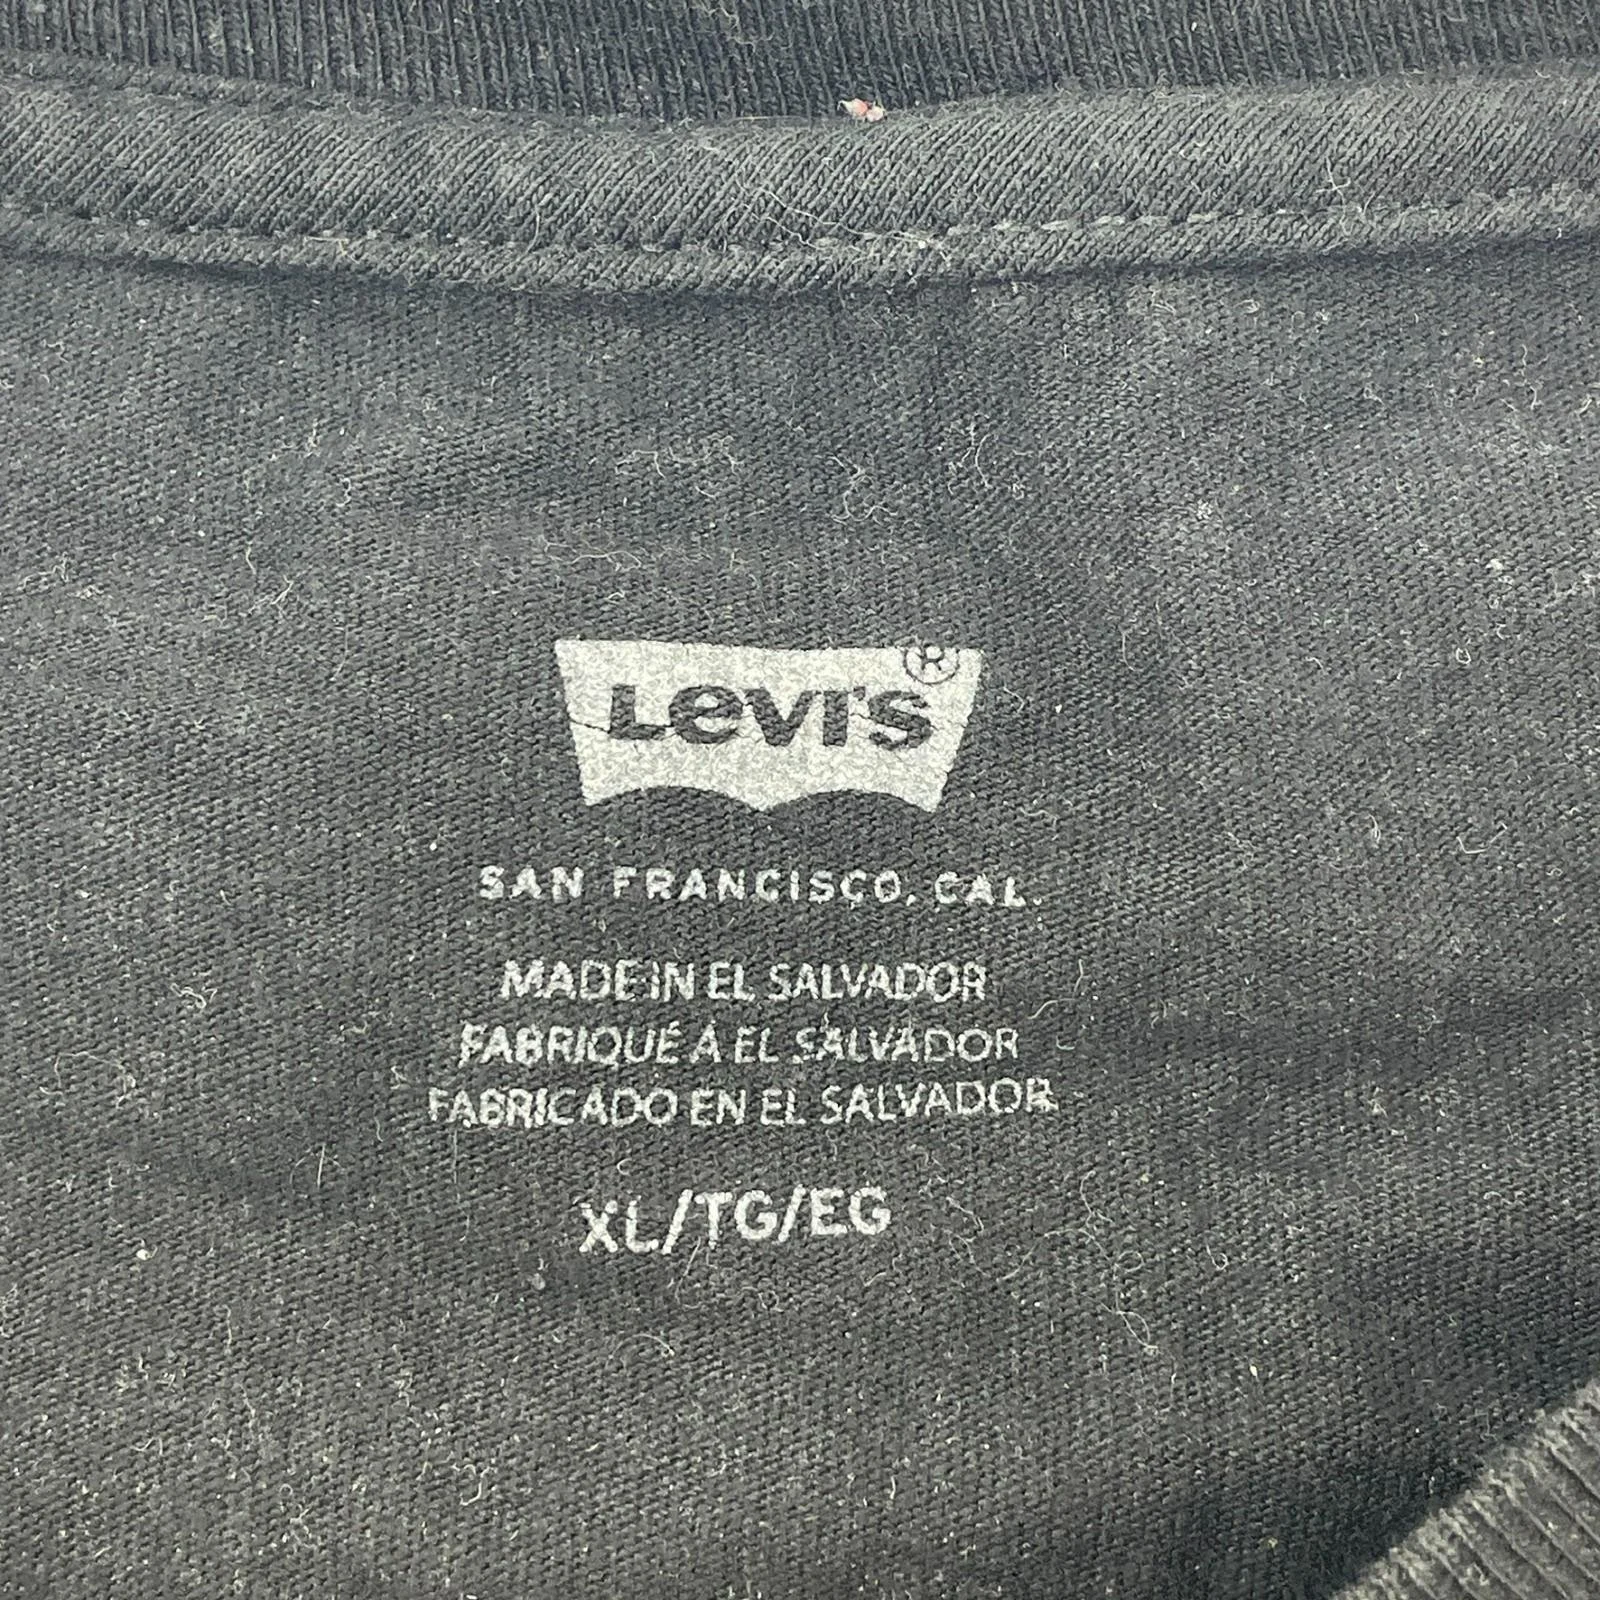 Levi's®
SAN FRANCISCO, CAL.
MADE IN EL SALVADOR
FABRIQUÉ À EL SALVADOR
FABRICADO EN EL SALVADOR
XL/TG/EG